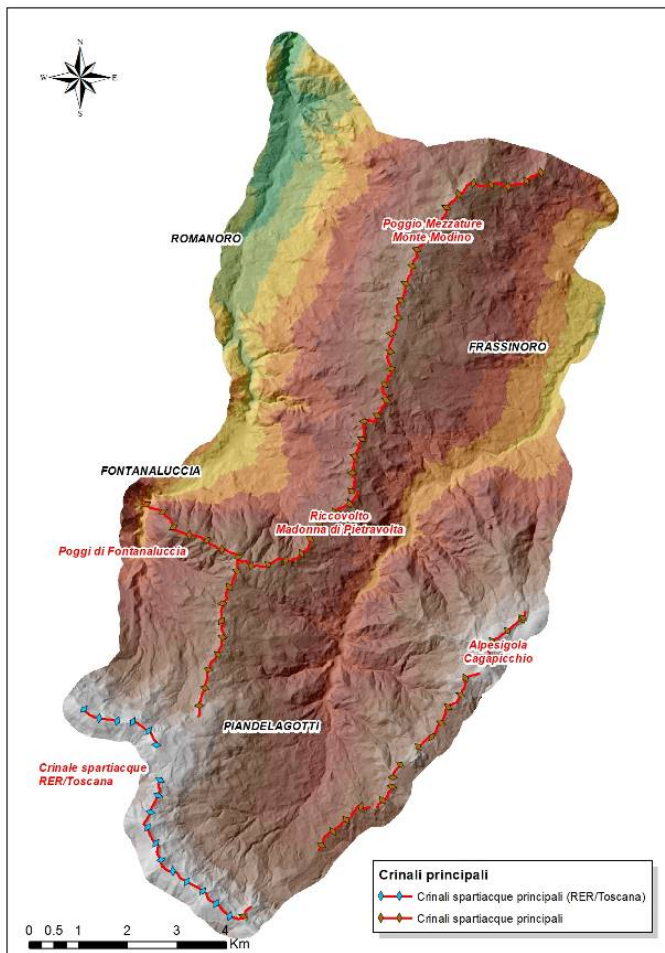 N
W E
S
ROMANORO
Poggio Mezzature
Monte Modino
FRASSINORO
FONTANALUCCIA
Riccovolto
Madonna di Pietravolta
Poggi di Fontanaluccia
Alpesigola
Cagapicchio
PIANDELAGOTTI
Crinale spartiacque
RER/Toscana
Crinali principali
Crinali spartiacque principali (RER/Toscana)
Crinali spartiacque principali
0 0.5 1 2 3 4
Km